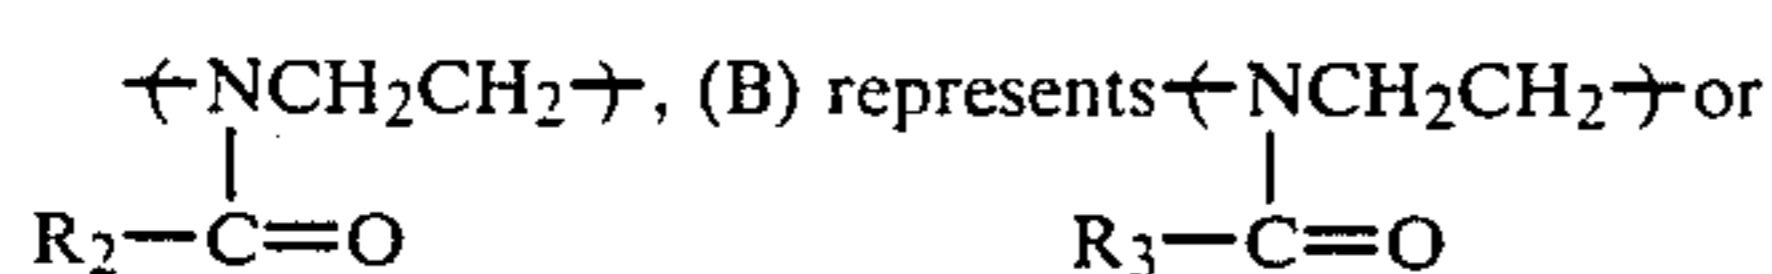 -(-NCH₂CH₂-)-, (B) represents-(-NCH₂CH₂-)-or
R₂—C=O R₃—C=O